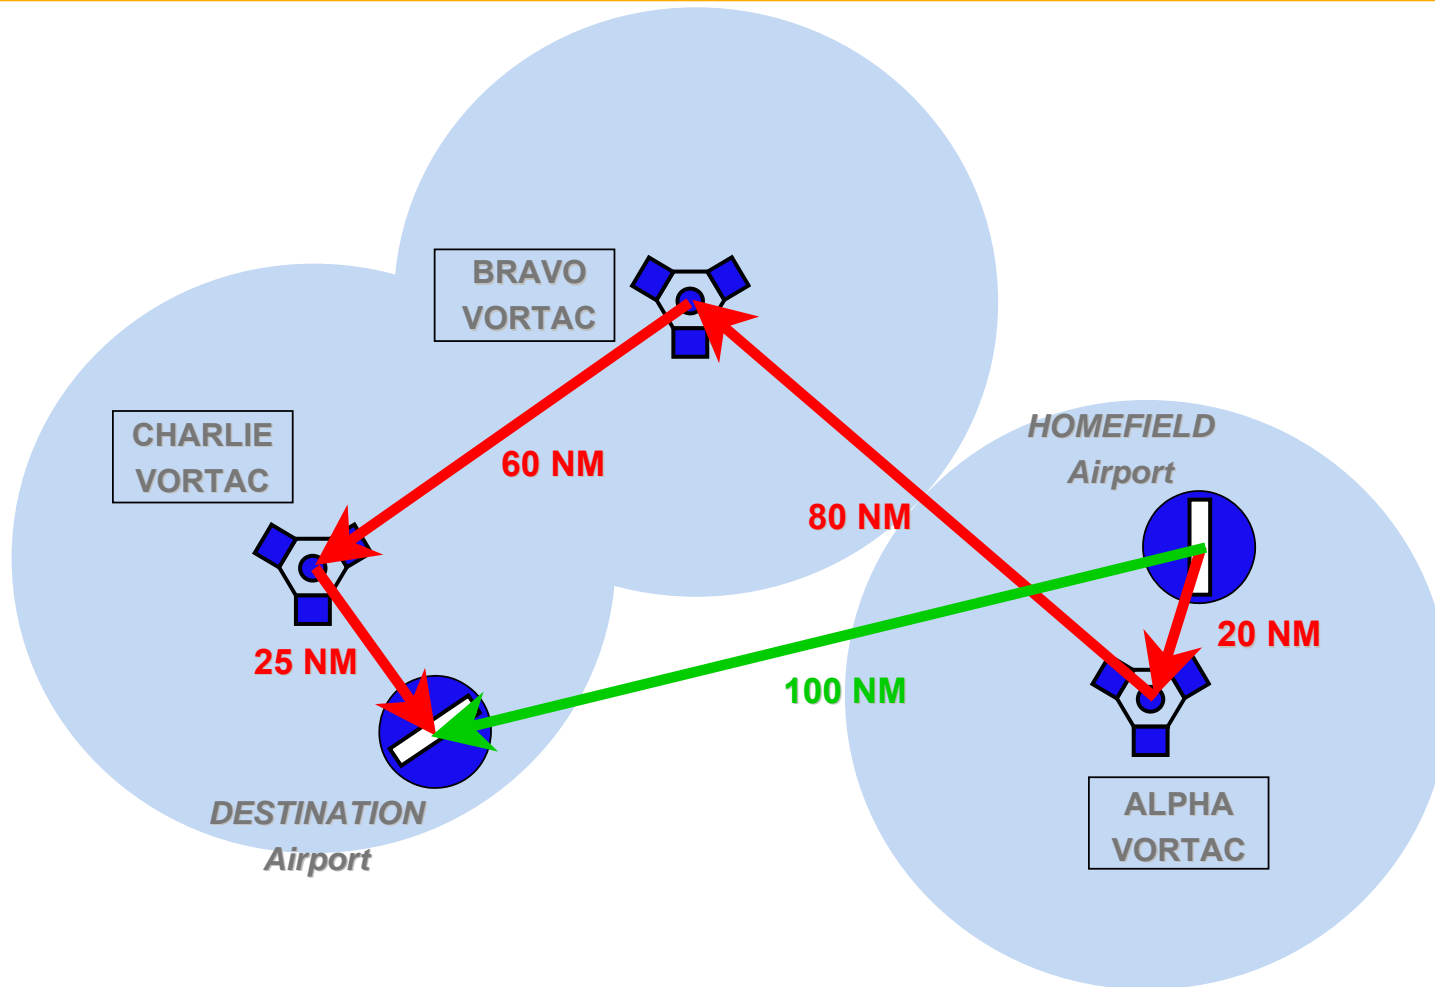 BRAVO
VORTAC
CHARLIE
VORTAC
HOMEFIELD
Airport
60 NM
80 NM
20 NM
25 NM
100 NM
DESTINATION
Airport
ALPHA
VORTAC